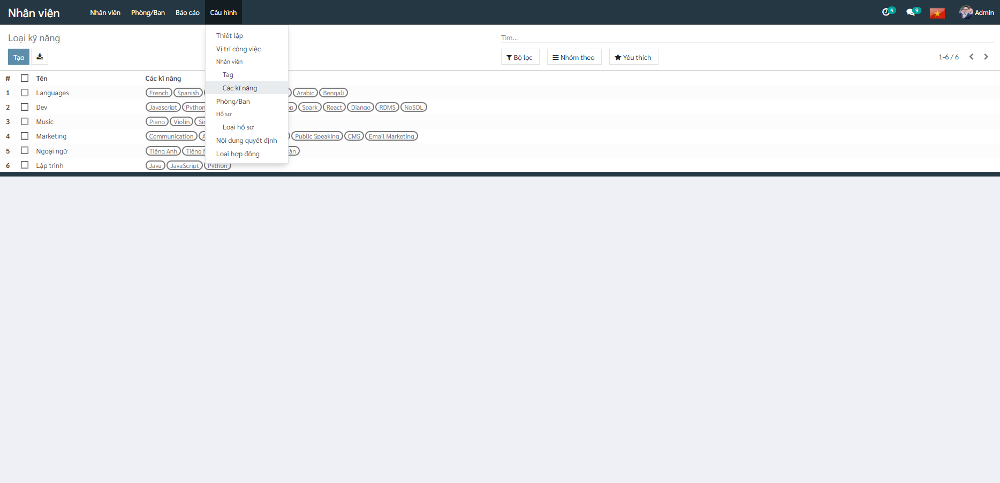 Nhân viên Nhân viên Phòng/Ban Báo cáo Cấu hình 5 9 Admin
Loại kỹ năng Tìm...
Tạo Bộ lọc Nhóm theo Yêu thích 1-6 / 6
Thiết lập
Vị trí công việc
Nhân viên
Tag
Các kĩ năng
Phòng/Ban
Hồ sơ
Loại hồ sơ
Nội dung quyết định
Loại hợp đồng
# Tên Các kĩ năng
1 Languages French Spanish Arabic Bengali
2 Dev Javascript Python Spark React Django RDMS NoSQL
3 Music Piano Violin
4 Marketing Communication Public Speaking CMS Email Marketing
5 Ngoại ngữ Tiếng Anh Tiếng
6 Lập trình Java JavaScript Python